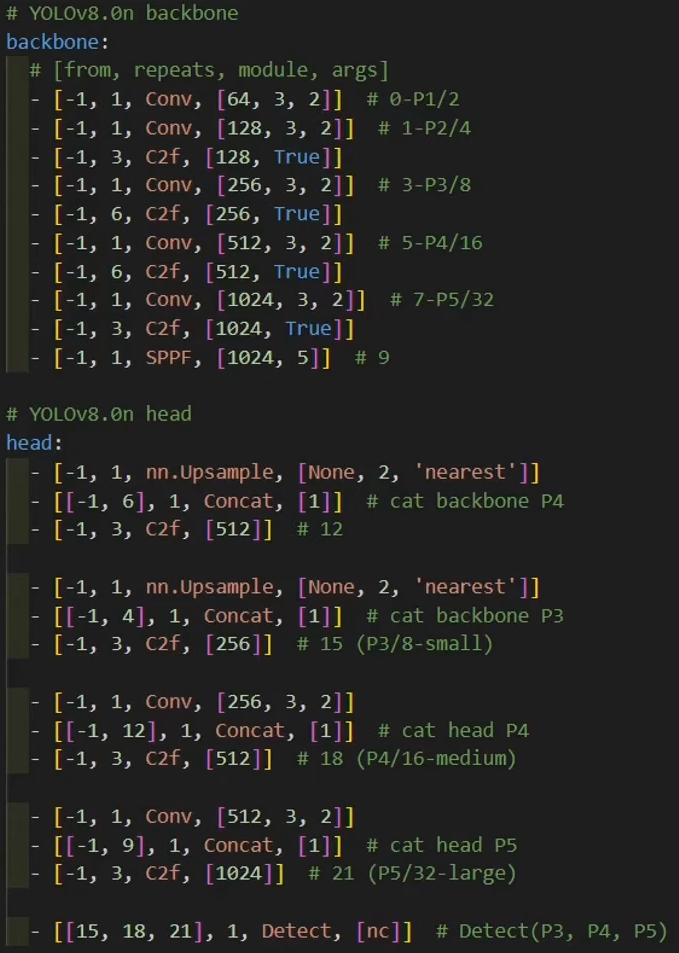 # YOLOv8.0n backbone
backbone:
  # [from, repeats, module, args]
  - [-1, 1, Conv, [64, 3, 2]]  # 0-P1/2
  - [-1, 1, Conv, [128, 3, 2]]  # 1-P2/4
  - [-1, 3, C2f, [128, True]]
  - [-1, 1, Conv, [256, 3, 2]]  # 3-P3/8
  - [-1, 6, C2f, [256, True]]
  - [-1, 1, Conv, [512, 3, 2]]  # 5-P4/16
  - [-1, 6, C2f, [512, True]]
  - [-1, 1, Conv, [1024, 3, 2]]  # 7-P5/32
  - [-1, 3, C2f, [1024, True]]
  - [-1, 1, SPPF, [1024, 5]]  # 9

# YOLOv8.0n head
head:
  - [-1, 1, nn.Upsample, [None, 2, 'nearest']]
  - [[-1, 6], 1, Concat, [1]]  # cat backbone P4
  - [-1, 3, C2f, [512]]  # 12

  - [-1, 1, nn.Upsample, [None, 2, 'nearest']]
  - [[-1, 4], 1, Concat, [1]]  # cat backbone P3
  - [-1, 3, C2f, [256]]  # 15 (P3/8-small)

  - [-1, 1, Conv, [256, 3, 2]]
  - [[-1, 12], 1, Concat, [1]]  # cat head P4
  - [-1, 3, C2f, [512]]  # 18 (P4/16-medium)

  - [-1, 1, Conv, [512, 3, 2]]
  - [[-1, 9], 1, Concat, [1]]  # cat head P5
  - [-1, 3, C2f, [1024]]  # 21 (P5/32-large)

  - [[15, 18, 21], 1, Detect, [nc]]  # Detect(P3, P4, P5)